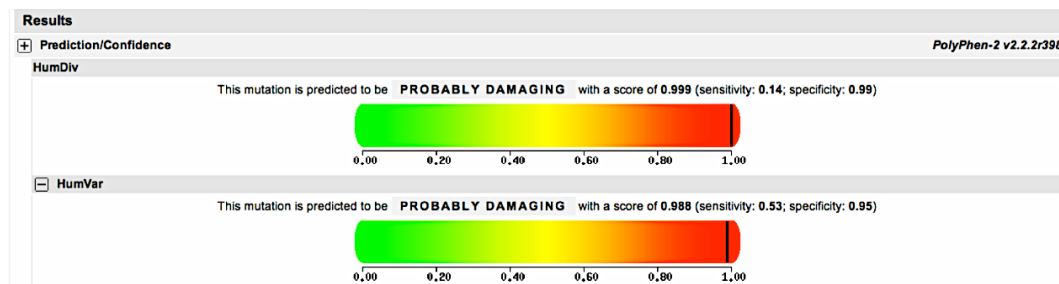 Results
Prediction/Confidence PolyPhen-2 v2.2.2r398
HumDiv
This mutation is predicted to be PROBABLY DAMAGING with a score of 0.999 (sensitivity: 0.14; specificity: 0.99)
0.00 0.20 0.40 0.60 0.80 1.00
HumVar
This mutation is predicted to be PROBABLY DAMAGING with a score of 0.988 (sensitivity: 0.53; specificity: 0.95)
0.00 0.20 0.40 0.60 0.80 1.00